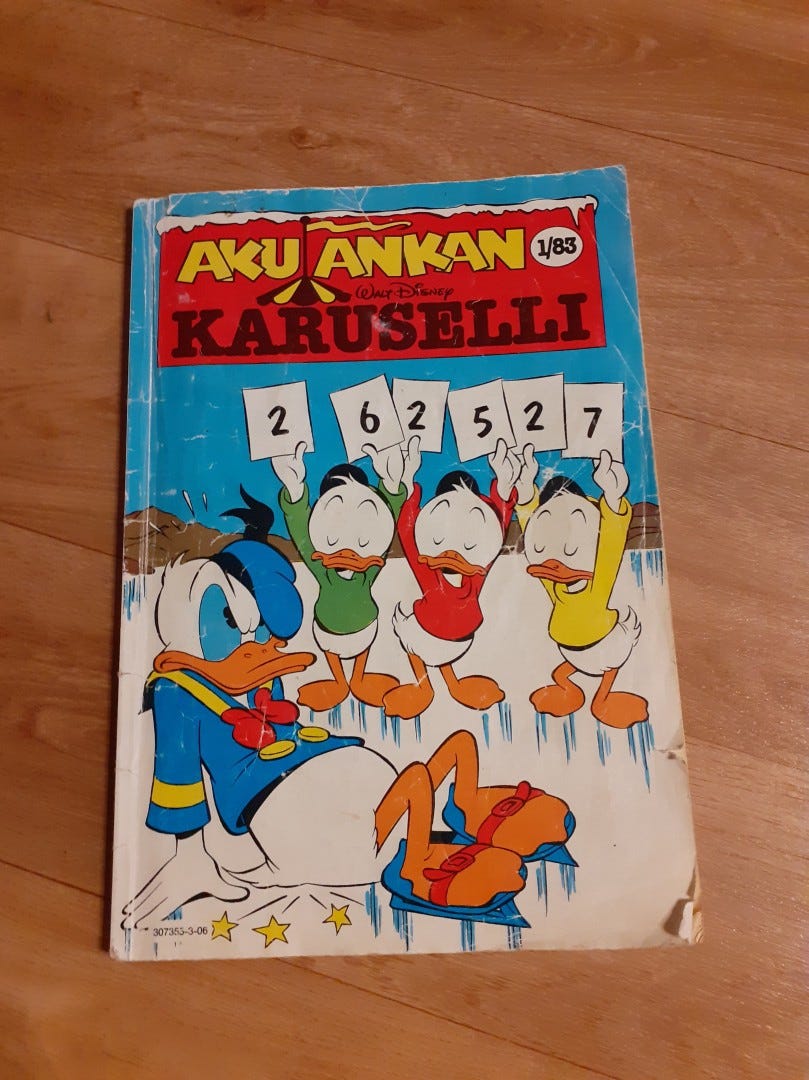 AKU ANKAN 1/83
WALT DISNEY
KARUSELLI
2 6 2 5 2 7
307355-3-06